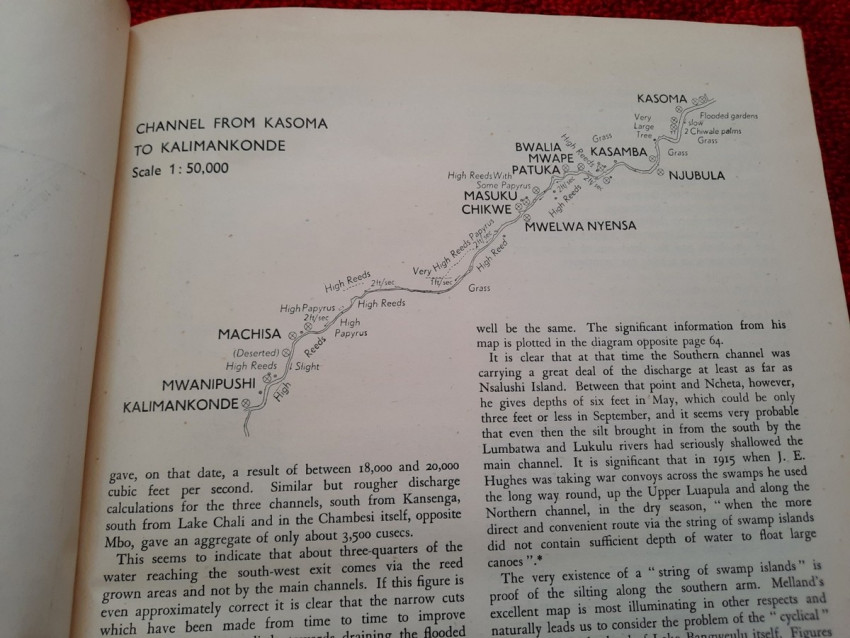 CHANNEL FROM KASOMA
TO KALIMANKONDE
Scale 1 : 50,000
KASOMA
Flooded gardens
Very
Large
Tree
slow
2 Chiwale palms
Grass
Grass
Grass
High Reeds
BWALIA
MWAPE
PATUKA
KASAMBA
NJUBULA
2ft/sec
2ft/sec
High Reeds
High Reeds With
Some Papyrus
MASUKU
CHIKWE
MWELWA NYENSA
Very High Reeds Papyrus
2ft/sec
High Reed
1ft/sec
Grass
High Reeds
2ft/sec
High Reeds
High Papyrus
2ft/sec
High
Papyrus
MACHISA
(Deserted)
High Reeds
Slight
High Reeds
MWANIPUSHI
KALIMANKONDE
gave, on that date, a result of between 18,000 and 20,000
cubic feet per second. Similar but rougher discharge
calculations for the three channels, south from Kansenga,
south from Lake Chali and in the Chambesi itself, opposite
Mbo, gave an aggregate of only about 3,500 cusecs.
This seems to indicate that about three-quarters of the
water reaching the south-west exit comes via the reed
grown areas and not by the main channels. If this figure is
even approximately correct it is clear that the narrow cuts
which have been made from time to time to improve
draining the flooded
well be the same. The significant information from his
map is plotted in the diagram opposite page 64.
It is clear that at that time the Southern channel was
carrying a great deal of the discharge at least as far as
Nsalushi Island. Between that point and Ncheta, however,
he gives depths of six feet in May, which could be only
three feet or less in September, and it seems very probable
that even then the silt brought in from the south by the
Lumbatwa and Lukulu rivers had seriously shallowed the
main channel. It is significant that in 1915 when J. E.
Hughes was taking war convoys across the swamps he used
the long way round, up the Upper Luapula and along the
Northern channel, in the dry season, " when the more
direct and convenient route via the string of swamp islands
did not contain sufficient depth of water to float large
canoes ".*
The very existence of a " string of swamp islands " is
proof of the silting along the southern arm. Melland's
excellent map is most illuminating in other respects and
naturally leads us to consider the problem of the " cyclical "
of Lake Bangweulu itself. Figures